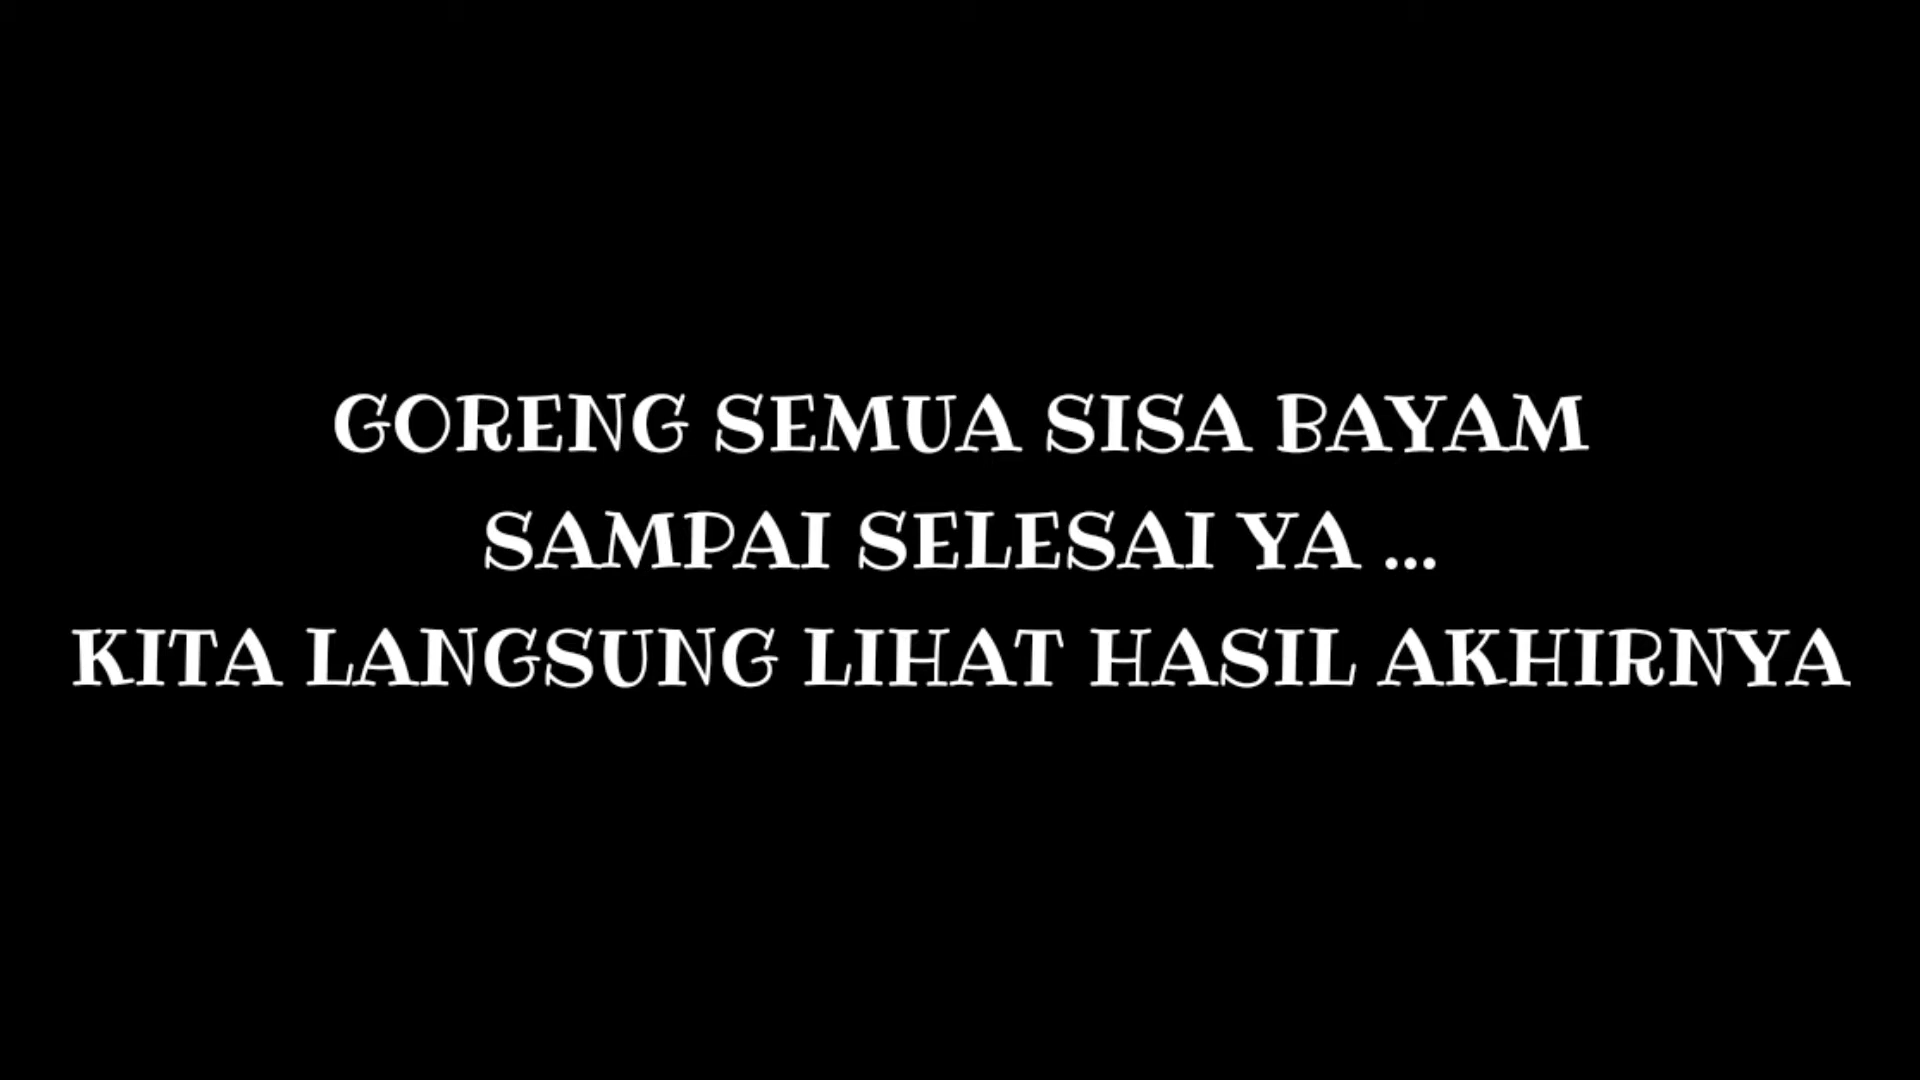 GORENG SEMUA SISA BAYAM
SAMPAI SELESAI YA ...
KITA LANGSUNG LIHAT HASIL AKHIRNYA